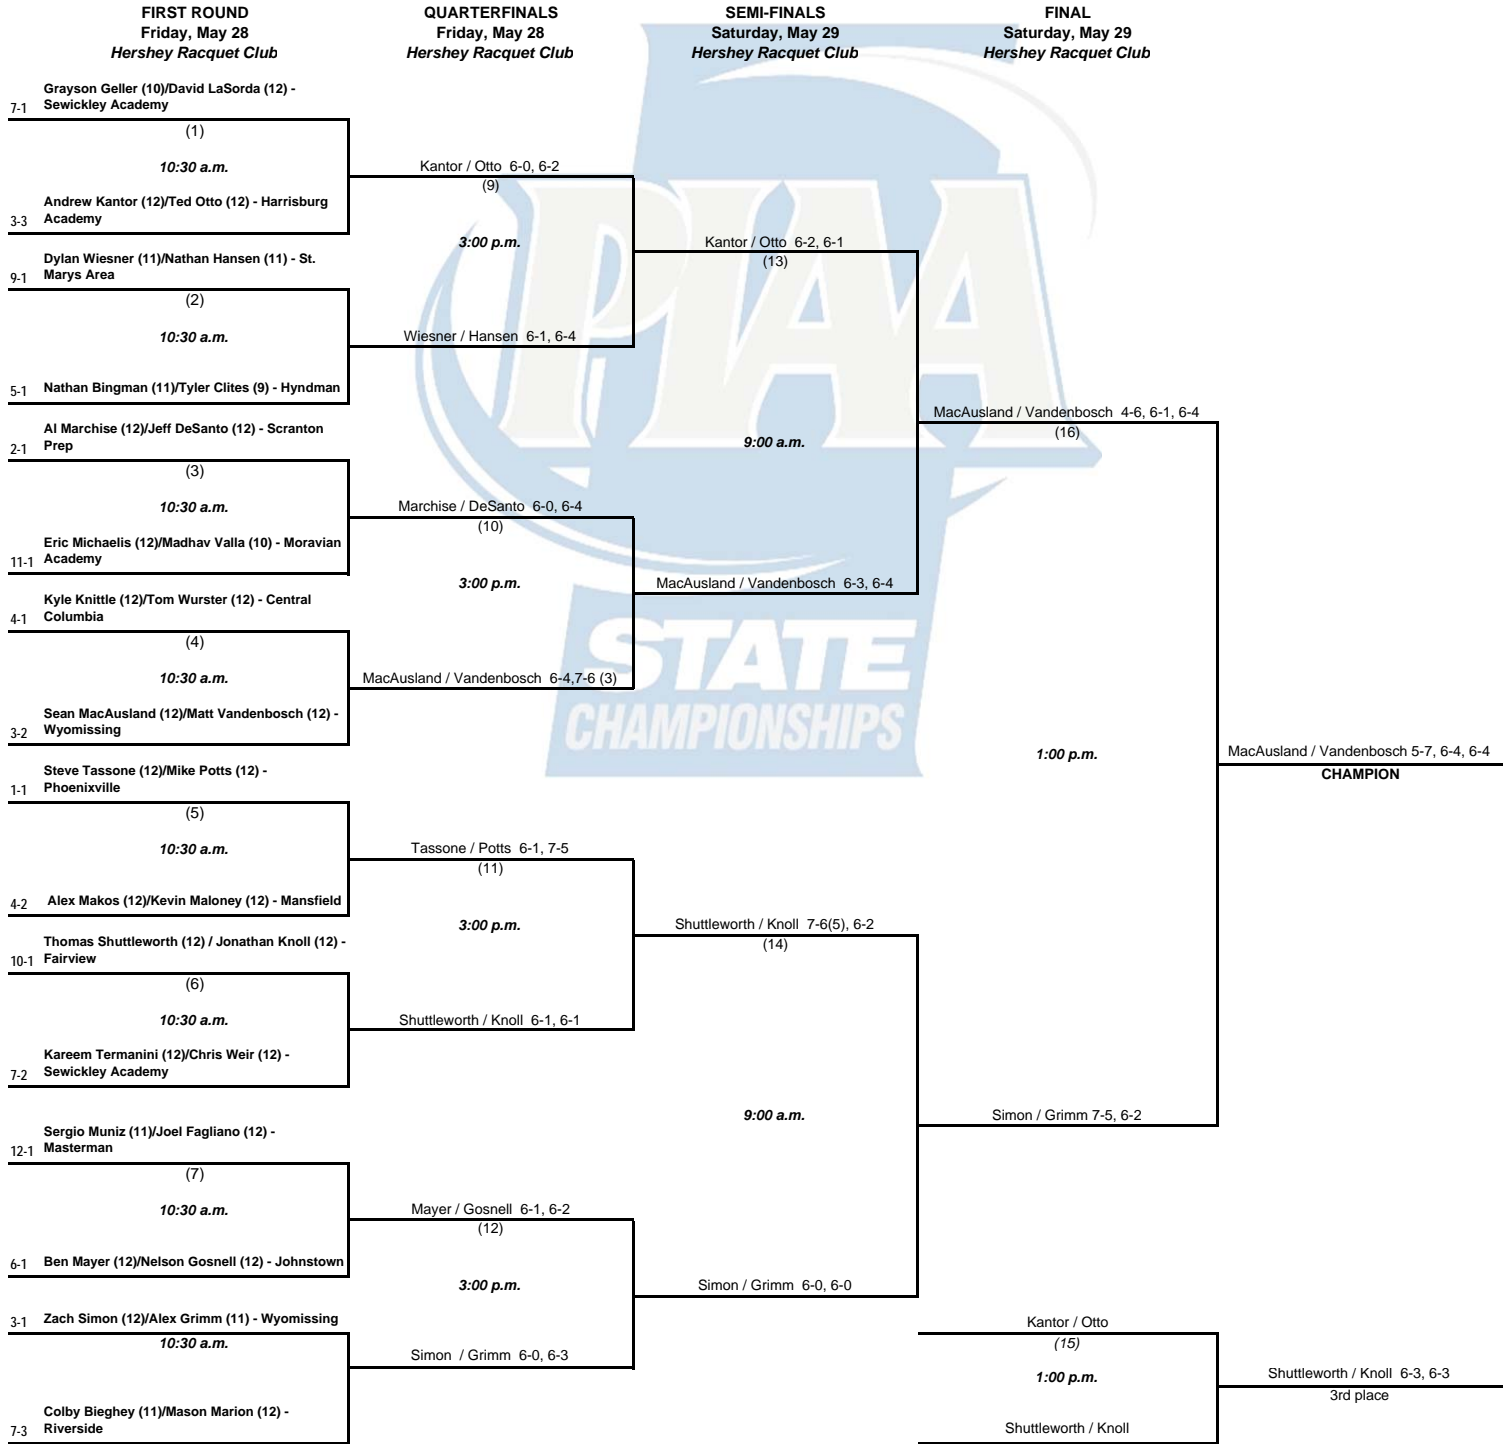 FIRST ROUND
Friday, May 28
Hershey Racquet Club
QUARTERFINALS
Friday, May 28
Hershey Racquet Club
SEMI-FINALS
Saturday, May 29
Hershey Racquet Club
FINAL
Saturday, May 29
Hershey Racquet Club
Grayson Geller (10)/David LaSorda (12) -
7-1 Sewickley Academy
(1)
10:30 a.m.
Andrew Kantor (12)/Ted Otto (12) - Harrisburg
3-3 Academy
Dylan Wiesner (11)/Nathan Hansen (11) - St.
9-1 Marys Area
(2)
10:30 a.m.
5-1 Nathan Bingman (11)/Tyler Clites (9) - Hyndman
Al Marchise (12)/Jeff DeSanto (12) - Scranton
2-1 Prep
(3)
10:30 a.m.
Eric Michaelis (12)/Madhav Valla (10) - Moravian
11-1 Academy
Kyle Knittle (12)/Tom Wurster (12) - Central
4-1 Columbia
(4)
10:30 a.m.
Sean MacAusland (12)/Matt Vandenbosch (12) -
3-2 Wyomissing
Steve Tassone (12)/Mike Potts (12) -
1-1 Phoenixville
(5)
10:30 a.m.
4-2 Alex Makos (12)/Kevin Maloney (12) - Mansfield
Thomas Shuttleworth (12) / Jonathan Knoll (12) -
10-1 Fairview
(6)
10:30 a.m.
Kareem Termanini (12)/Chris Weir (12) -
7-2 Sewickley Academy
Sergio Muniz (11)/Joel Fagliano (12) -
12-1 Masterman
(7)
10:30 a.m.
6-1 Ben Mayer (12)/Nelson Gosnell (12) - Johnstown
3-1 Zach Simon (12)/Alex Grimm (11) - Wyomissing
10:30 a.m.
Colby Bieghey (11)/Mason Marion (12) -
7-3 Riverside
Kantor / Otto 6-0, 6-2
(9)
3:00 p.m.
Wiesner / Hansen 6-1, 6-4
Marchise / DeSanto 6-0, 6-4
(10)
3:00 p.m.
MacAusland / Vandenbosch 6-4,7-6 (3)
Tassone / Potts 6-1, 7-5
(11)
3:00 p.m.
Shuttleworth / Knoll 6-1, 6-1
Mayer / Gosnell 6-1, 6-2
(12)
3:00 p.m.
Simon / Grimm 6-0, 6-3
Kantor / Otto 6-2, 6-1
(13)
9:00 a.m.
MacAusland / Vandenbosch 6-3, 6-4
Shuttleworth / Knoll 7-6(5), 6-2
(14)
9:00 a.m.
Simon / Grimm 6-0, 6-0
MacAusland / Vandenbosch 4-6, 6-1, 6-4
(16)
1:00 p.m.
Simon / Grimm 7-5, 6-2
MacAusland / Vandenbosch 5-7, 6-4, 6-4
CHAMPION
Kantor / Otto
(15)
1:00 p.m.
Shuttleworth / Knoll
Shuttleworth / Knoll 6-3, 6-3
3rd place
PIAA
STATE
CHAMPIONSHIPS